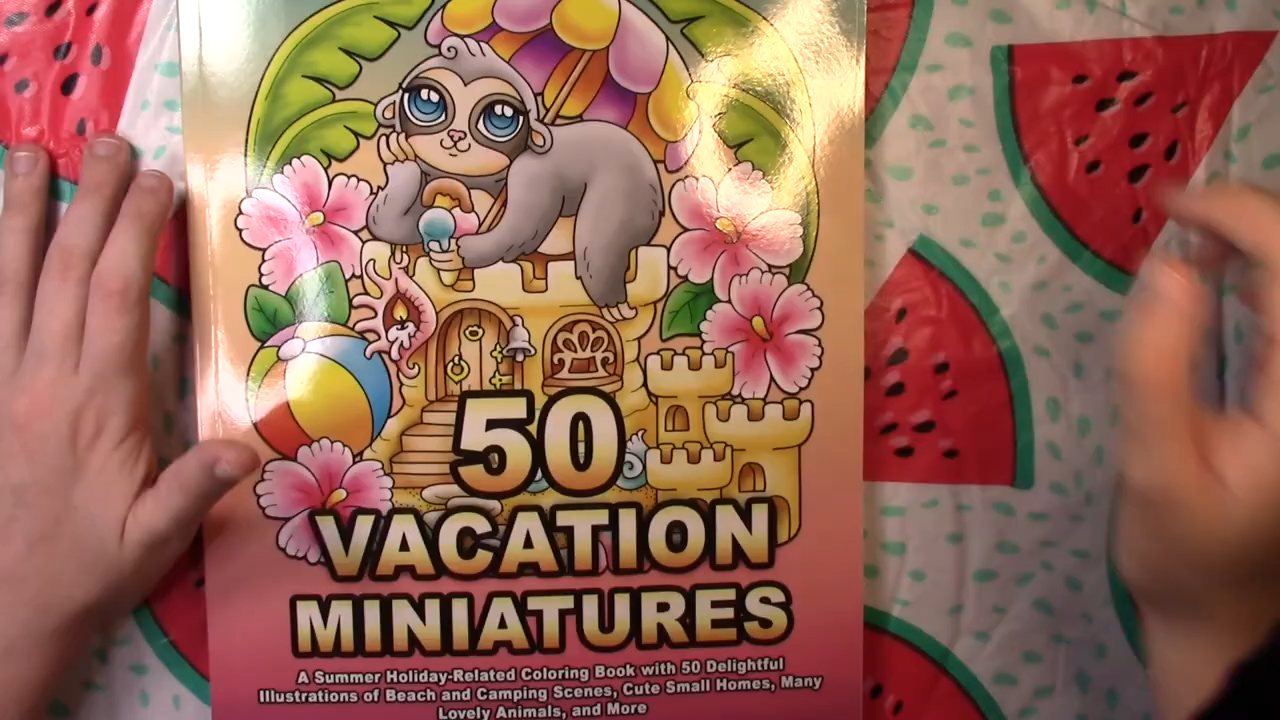 50
VACATION
MINIATURES
A Summer Holiday-Related Coloring Book with 50 Delightful
Illustrations of Beach and Camping Scenes, Cute Small Homes, Many
Lovely Animals, and More